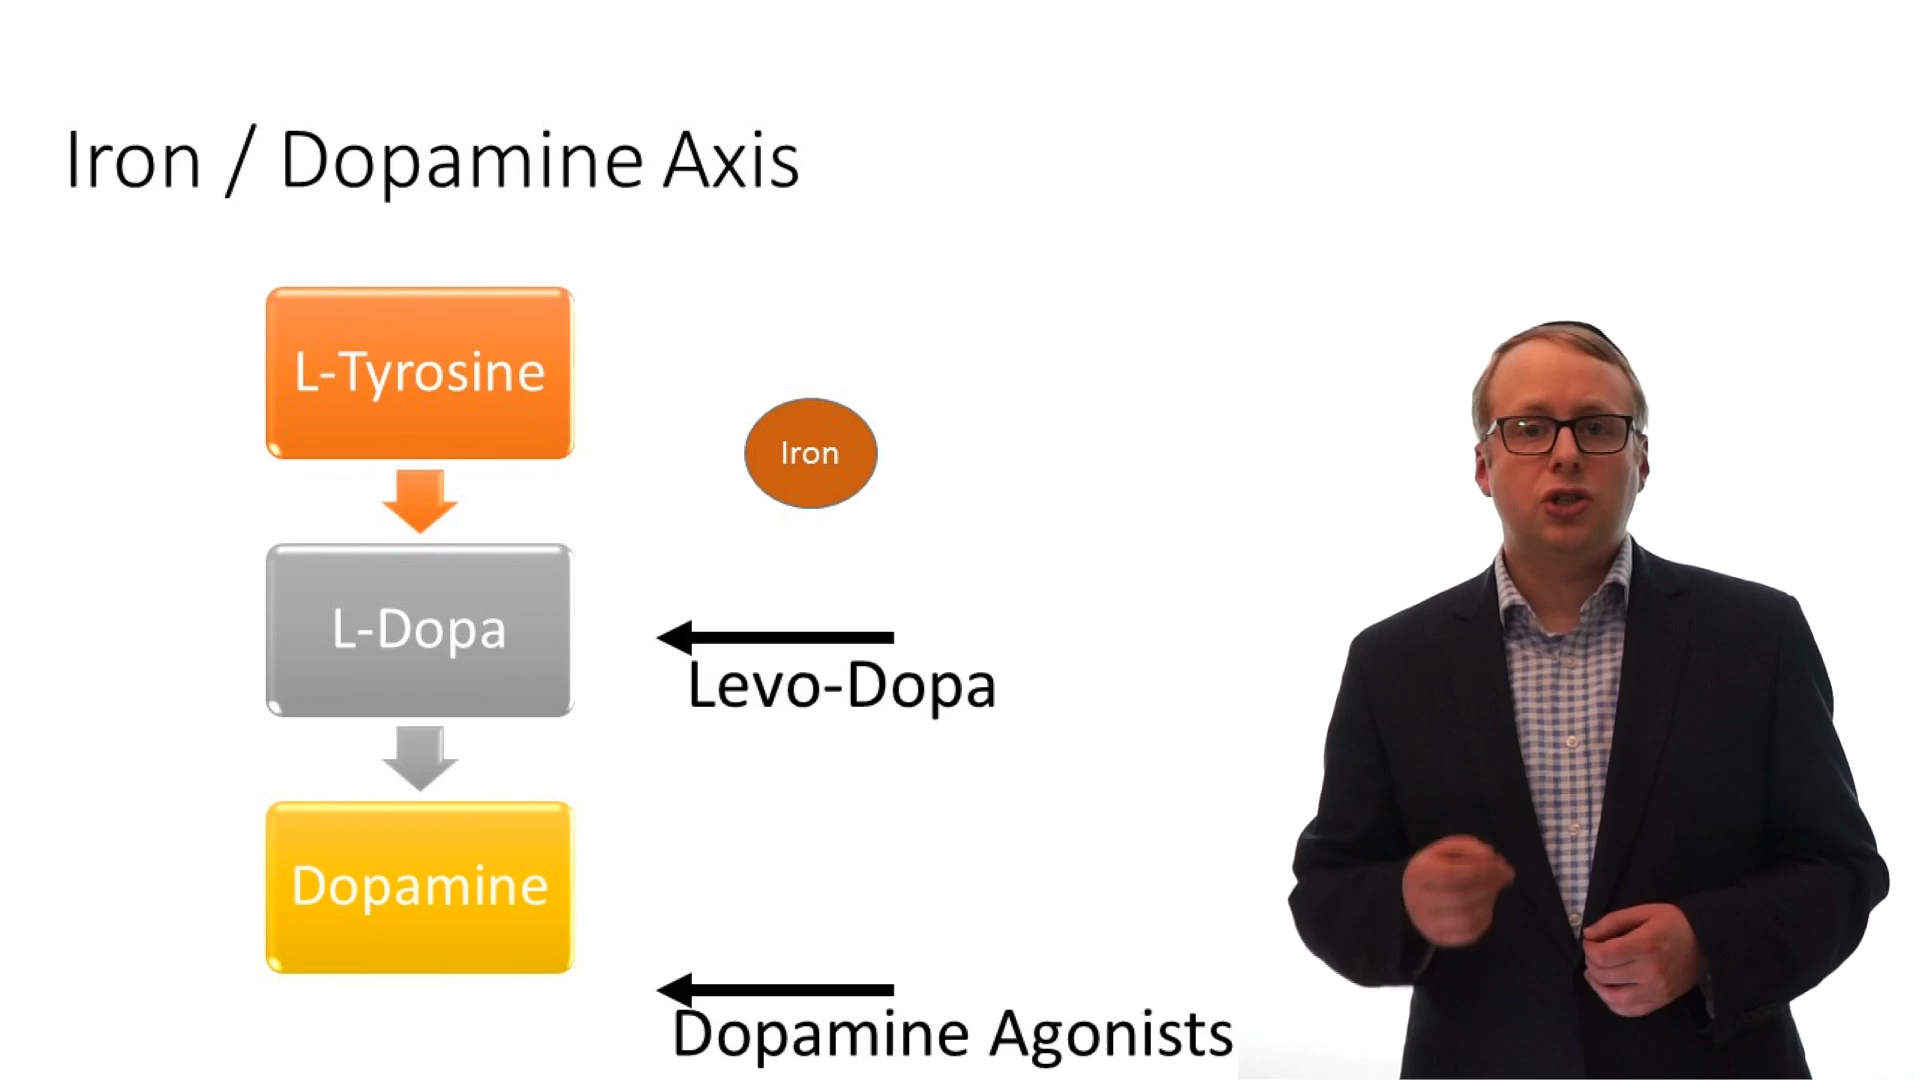 Iron / Dopamine Axis
L-Tyrosine
Iron
L-Dopa
Levo-Dopa
Dopamine
Dopamine Agonists